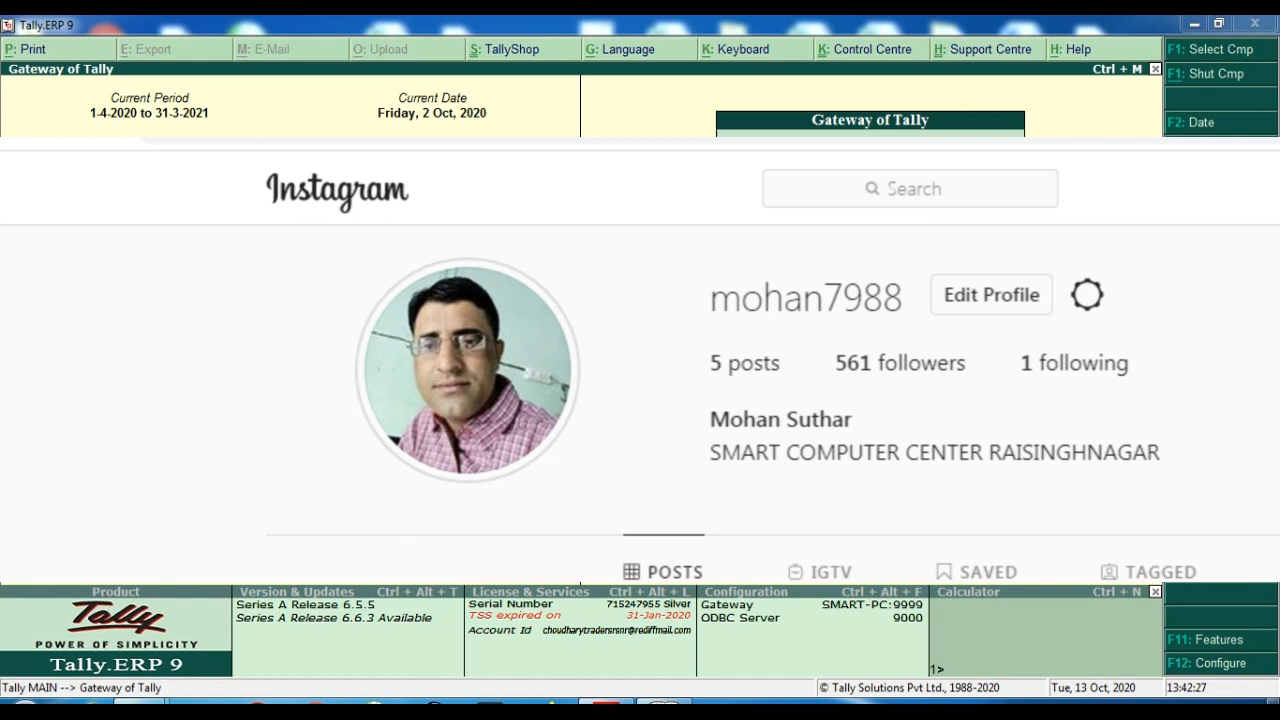 Tally.ERP 9
P: Print E: Export M: E-Mail O: Upload S: TallyShop G: Language K: Keyboard K: Control Centre H: Support Centre H: Help F1: Select Cmp
Gateway of Tally Ctrl + M F1: Shut Cmp
Current Period Current Date
1-4-2020 to 31-3-2021 Friday, 2 Oct, 2020
Gateway of Tally F2: Date
Instagram Search
mohan7988 Edit Profile
5 posts 561 followers 1 following
Mohan Suthar
SMART COMPUTER CENTER RAISINGHNAGAR
POSTS IGTV SAVED TAGGED
Product Version & Updates Ctrl + Alt + T License & Services Ctrl + Alt + L Configuration Ctrl + Alt + F Calculator Ctrl + N
Tally Series A Release 6.5.5 Serial Number 715247955 Silver Gateway SMART-PC:9999
Series A Release 6.6.3 Available TSS expired on 31-Jan-2020 ODBC Server 9000
Account Id choudharytradersrsnr@rediffmail.com
POWER OF SIMPLICITY F11: Features
Tally.ERP 9 1> F12: Configure
Tally MAIN --> Gateway of Tally © Tally Solutions Pvt Ltd., 1988-2020 Tue, 13 Oct, 2020 13:42:27